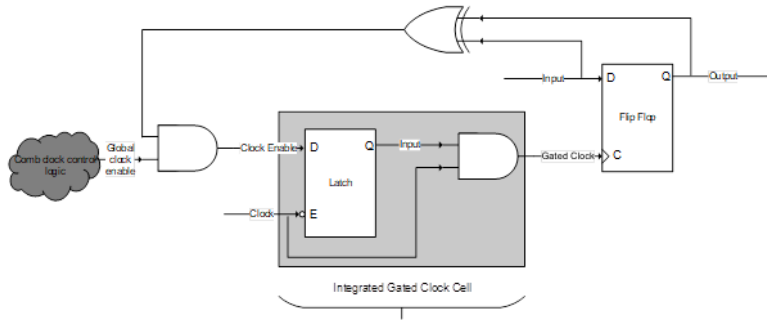 Input
D
Q
Output
Flip Flop
C
Comb clock control
logic
Global
clock
enable
Clock Enable
D
Q
Input
Latch
Clock
E
Gated Clock
Integrated Gated Clock Cell